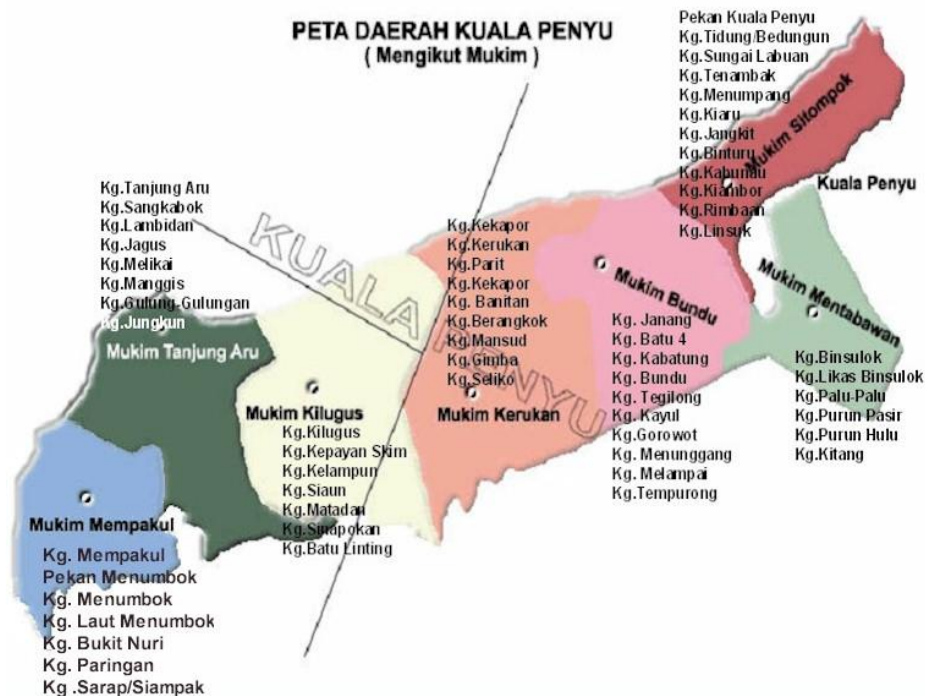 PETA DAERAH KUALA PENYU
( Mengikut Mukim )
Pekan Kuala Penyu
Kg.Tidung/Bedungun
Kg.Sungai Labuan
Kg.Tenambak
Kg.Menumpang
Kg.Kiaru
Kg.Jangkit
Kg.Binturu
Kg.Kabunau
Kg.Kiambor
Kg.Rimbaan
Kg.Linsuk
Mukim Sitompok
Kuala Penyu
Kg.Tanjung Aru
Kg.Sangkabok
Kg.Lambidan
Kg.Jagus
Kg.Melikai
Kg.Manggis
Kg.Gulung-Gulungan
Kg.Jungkun
Mukim Tanjung Aru
KUALA PENYU
Kg.Kekapor
Kg.Kerukan
Kg.Parit
Kg.Kekapor
Kg. Banitan
Kg.Berangkok
Kg.Mansud
Kg.Gimba
Kg.Seliko
Mukim Kerukan
Mukim Bundu
Kg. Janang
Kg. Batu 4
Kg. Kabatung
Kg. Bundu
Kg. Tegilong
Kg. Kayul
Kg.Gorowot
Kg. Menunggang
Kg. Melampai
Kg.Tempurong
Mukim Mentabawan
Kg.Binsulok
Kg.Likas Binsulok
Kg.Palu-Palu
Kg.Purun Pasir
Kg.Purun Hulu
Kg.Kitang
Mukim Kilugus
Kg.Kilugus
Kg.Kepayan Skim
Kg.Kelampun
Kg.Siaun
Kg.Matadan
Kg.Sinapokan
Kg.Batu Linting
Mukim Mempakul
Kg. Mempakul
Pekan Menumbok
Kg. Menumbok
Kg. Laut Menumbok
Kg. Bukit Nuri
Kg. Paringan
Kg .Sarap/Siampak